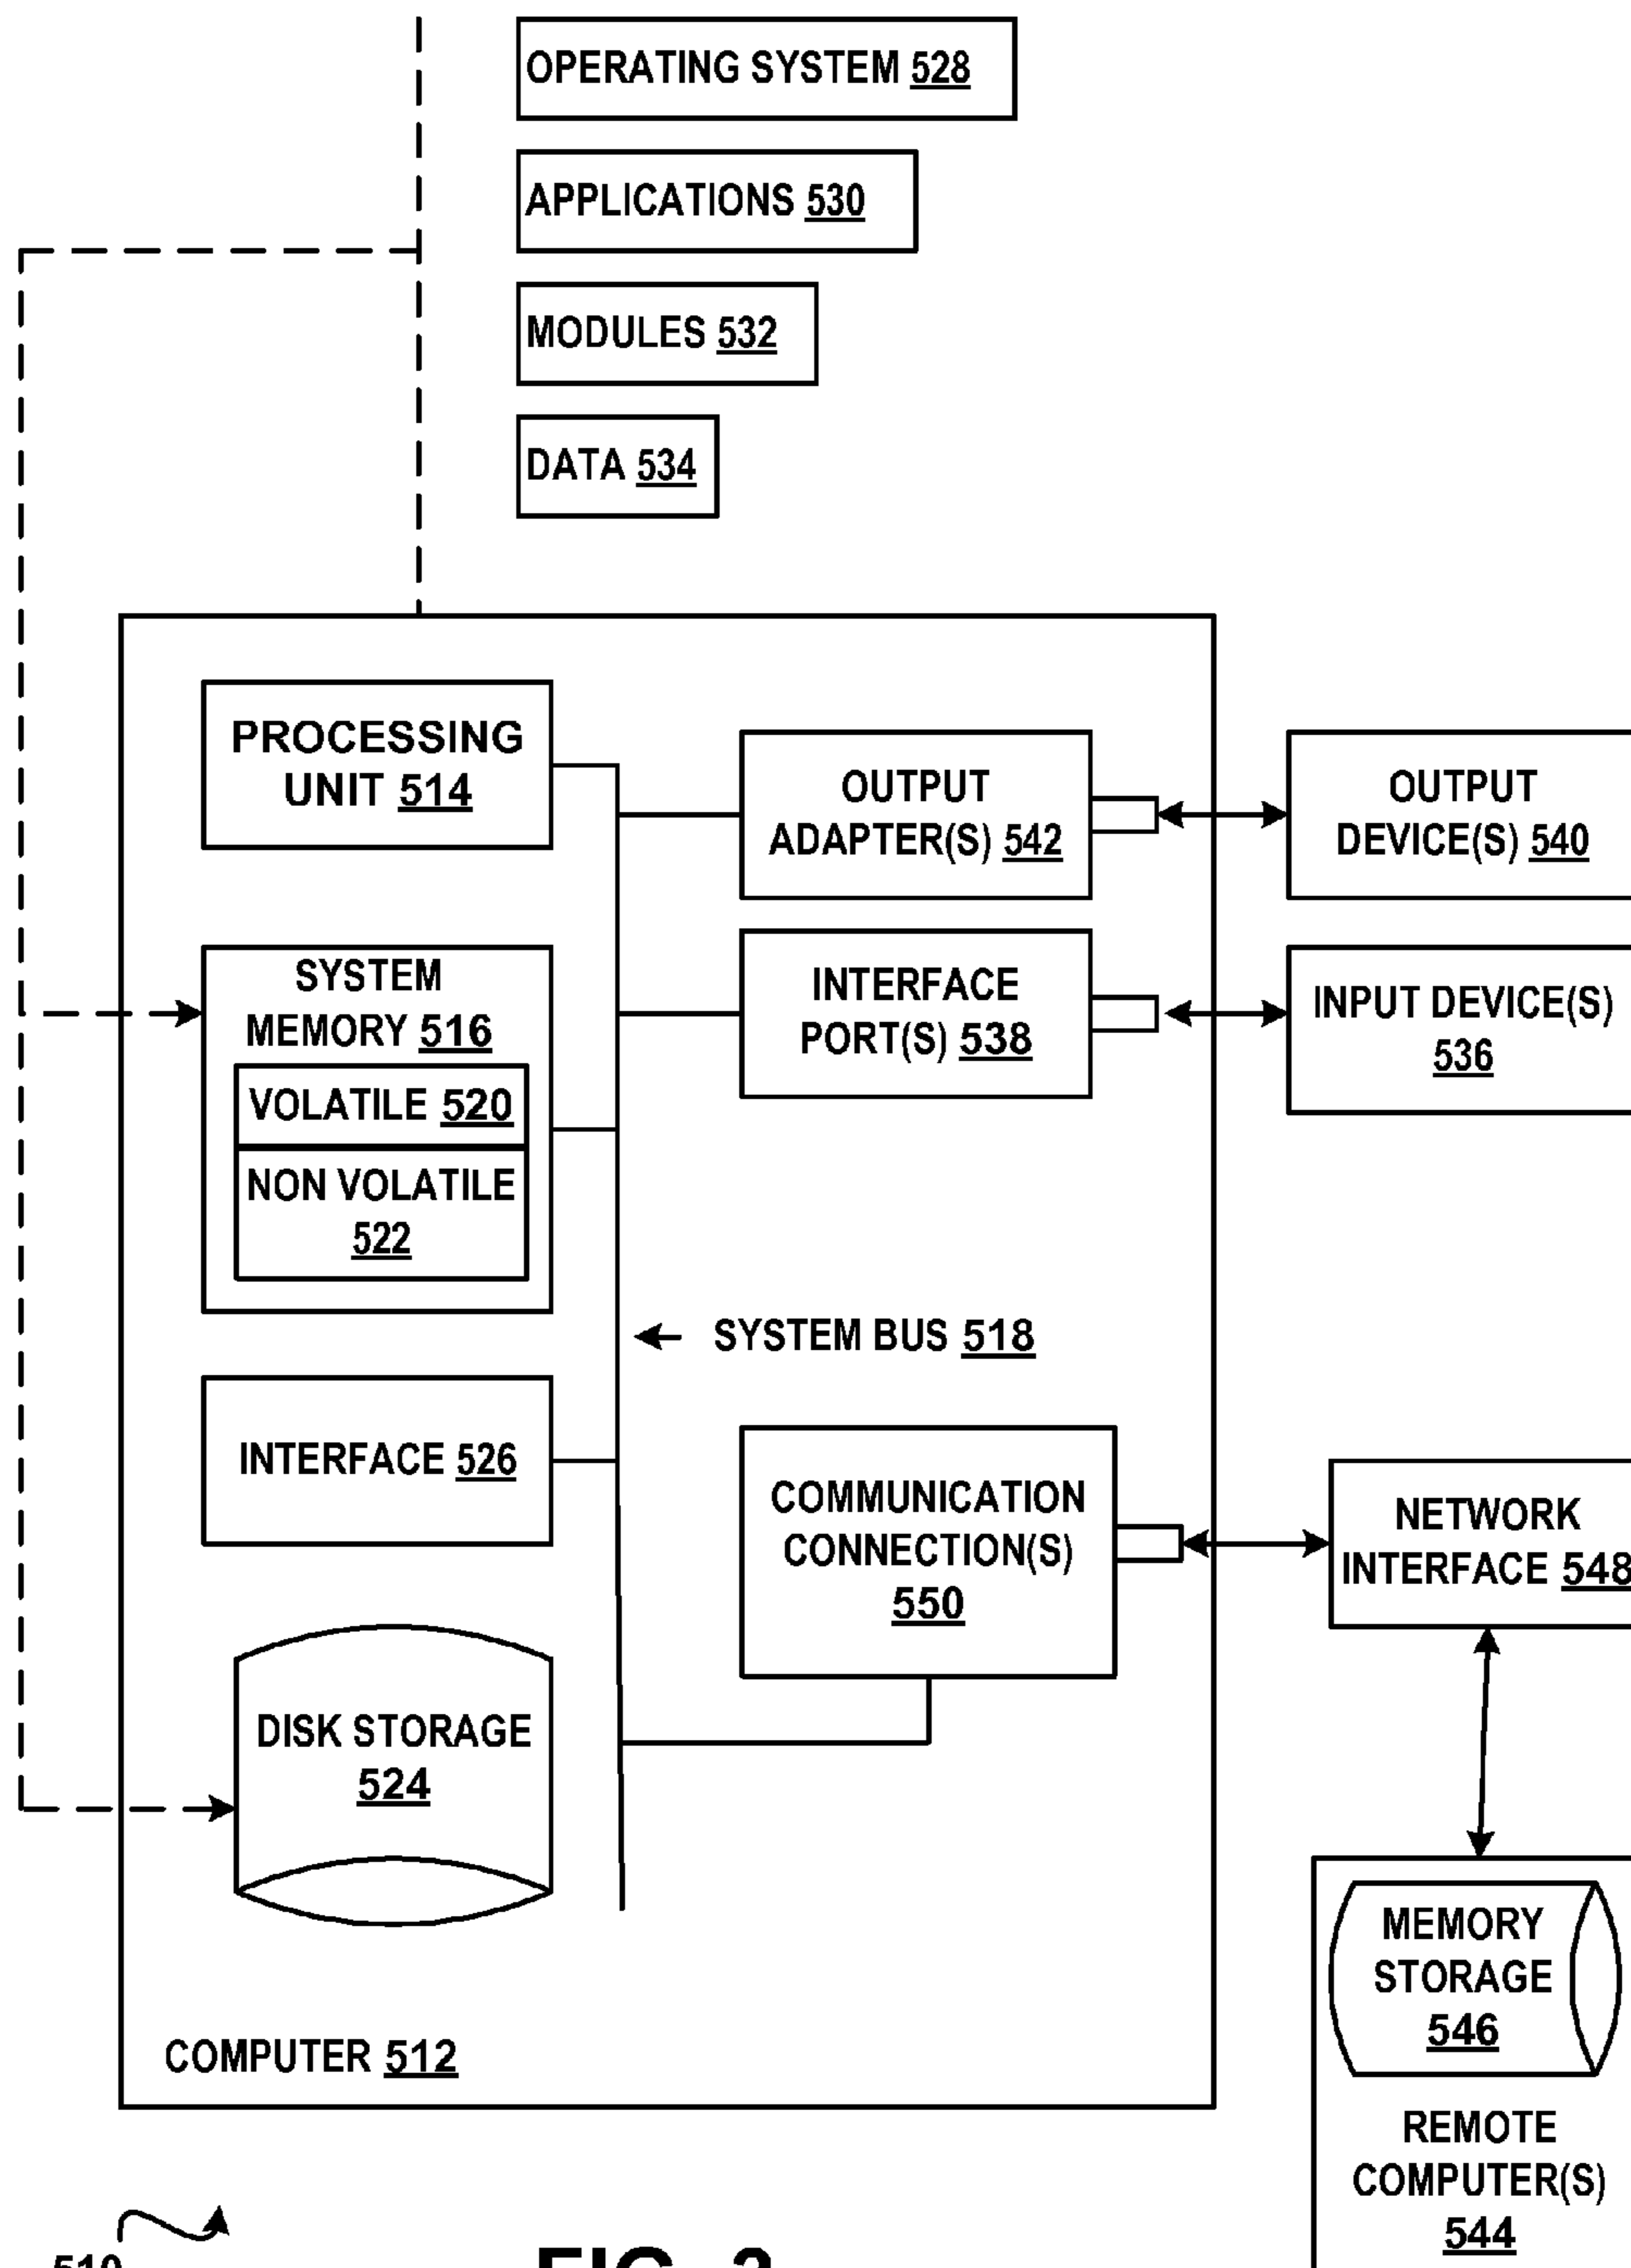 OPERATING SYSTEM 528
APPLICATIONS 530
MODULES 532
DATA 534
PROCESSING
UNIT 514
OUTPUT
ADAPTER(S) 542
OUTPUT
DEVICE(S) 540
SYSTEM
MEMORY 516
VOLATILE 520
NON VOLATILE
522
INTERFACE
PORT(S) 538
INPUT DEVICE(S)
536
SYSTEM BUS 518
INTERFACE 526
COMMUNICATION
CONNECTION(S)
550
NETWORK
INTERFACE 548
DISK STORAGE
524
MEMORY
STORAGE
546
COMPUTER 512
REMOTE
COMPUTER(S)
544
510
FIG.